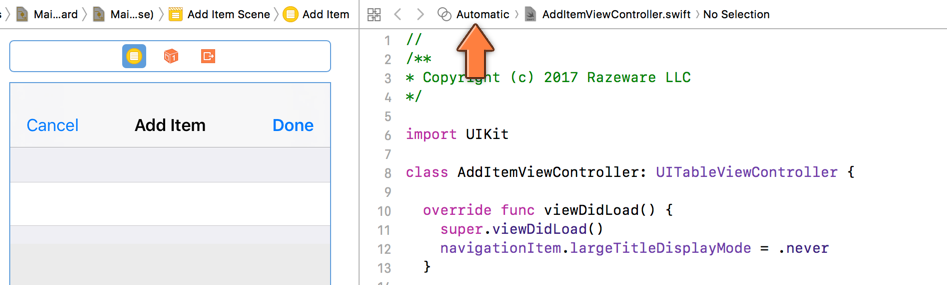 s 〉 Mai...ard 〉 Mai...se) 〉 Add Item Scene 〉 Add Item
Automatic 〉 AddItemViewController.swift 〉 No Selection
Cancel Add Item Done
1 //
2 /**
3 * Copyright (c) 2017 Razeware LLC
4 */
5
6 import UIKit
7
8 class AddItemViewController: UITableViewController {
9
10 override func viewDidLoad() {
11 super.viewDidLoad()
12 navigationItem.largeTitleDisplayMode = .never
13 }